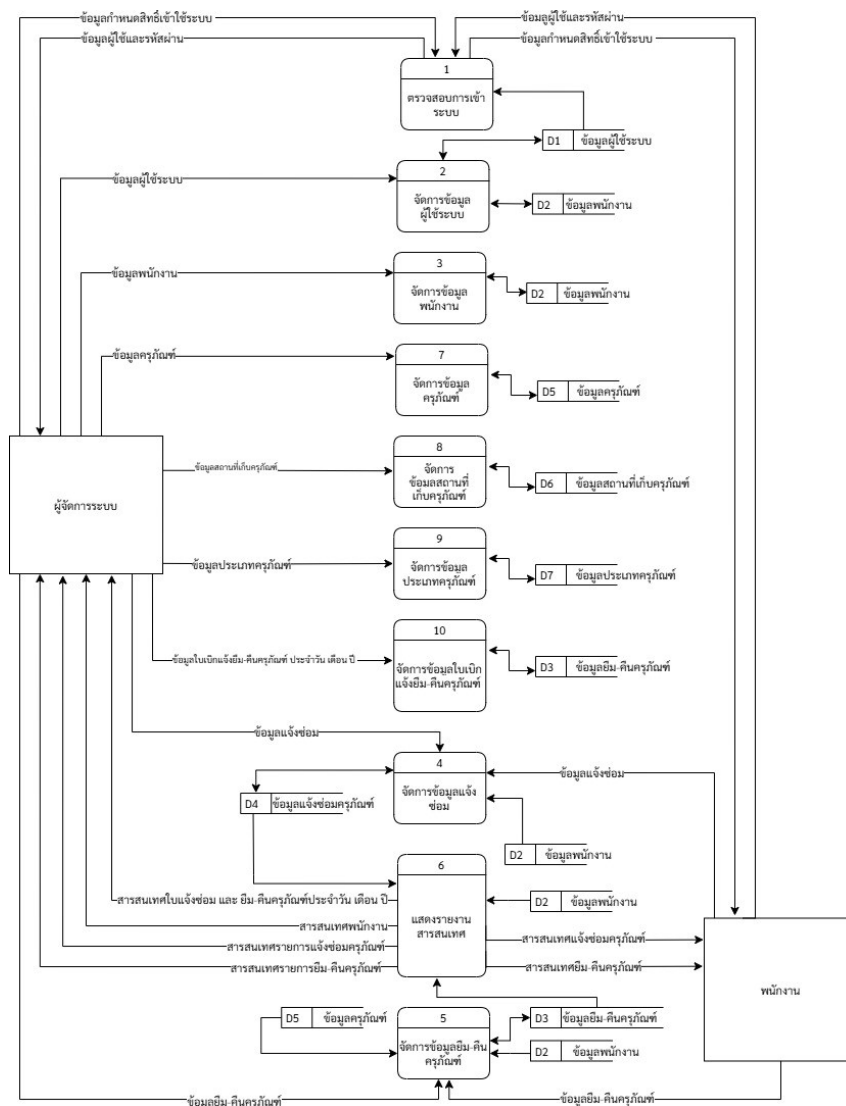 ข้อมูลกำหนดสิทธิ์เข้าใช้ระบบ
ข้อมูลผู้ใช้และรหัสผ่าน
ข้อมูลผู้ใช้และรหัสผ่าน
ข้อมูลกำหนดสิทธิ์เข้าใช้ระบบ
1
ตรวจสอบการเข้า
ระบบ
D1 ข้อมูลผู้ใช้ระบบ
ข้อมูลผู้ใช้ระบบ
2
จัดการข้อมูล
ผู้ใช้ระบบ
D2 ข้อมูลพนักงาน
ข้อมูลพนักงาน
3
จัดการข้อมูล
พนักงาน
D2 ข้อมูลพนักงาน
ข้อมูลครุภัณฑ์
7
จัดการข้อมูล
ครุภัณฑ์
D5 ข้อมูลครุภัณฑ์
ผู้จัดการระบบ
ข้อมูลสถานที่เก็บครุภัณฑ์
8
จัดการ
ข้อมลสถานที่
เก็บครุภัณฑ์
D6 ข้อมูลสถานที่เก็บครุภัณฑ์
ข้อมูลประเภทครุภัณฑ์
9
จัดการข้อมูล
ประเภทครุภัณฑ์
D7 ข้อมูลประเภทครุภัณฑ์
ข้อมูลใบเบิกแจ้งยืม-คืนครุภัณฑ์ ประจำวัน เดือน ปี
10
จัดการข้อมูลใบเบิก
แจ้งยืม-คืนครุภัณฑ์
D3 ข้อมูลยืม-คืนครุภัณฑ์
ข้อมูลแจ้งซ่อม
4
จัดการข้อมูลแจ้ง
ซ่อม
ข้อมูลแจ้งซ่อม
D4 ข้อมูลแจ้งซ่อมครุภัณฑ์
D2 ข้อมูลพนักงาน
6
แสดงรายงาน
สารสนเทศ
D2 ข้อมูลพนักงาน
สารสนเทศใบแจ้งซ่อม และ ยืม-คืนครุภัณฑ์ประจำวัน เดือน ปี
สารสนเทศพนักงาน
สารสนเทศรายการแจ้งซ่อมครุภัณฑ์
สารสนเทศรายการยืม-คืนครุภัณฑ์
สารสนเทศแจ้งซ่อมครุภัณฑ์
สารสนเทศยืม-คืนครุภัณฑ์
พนักงาน
D5 ข้อมูลครุภัณฑ์
5
จัดการข้อมูลยืม-คืน
ครุภัณฑ์
D3 ข้อมูลยืม-คืนครุภัณฑ์
D2 ข้อมูลพนักงาน
ข้อมูลยืม-คืนครุภัณฑ์
ข้อมูลยืม-คืนครุภัณฑ์